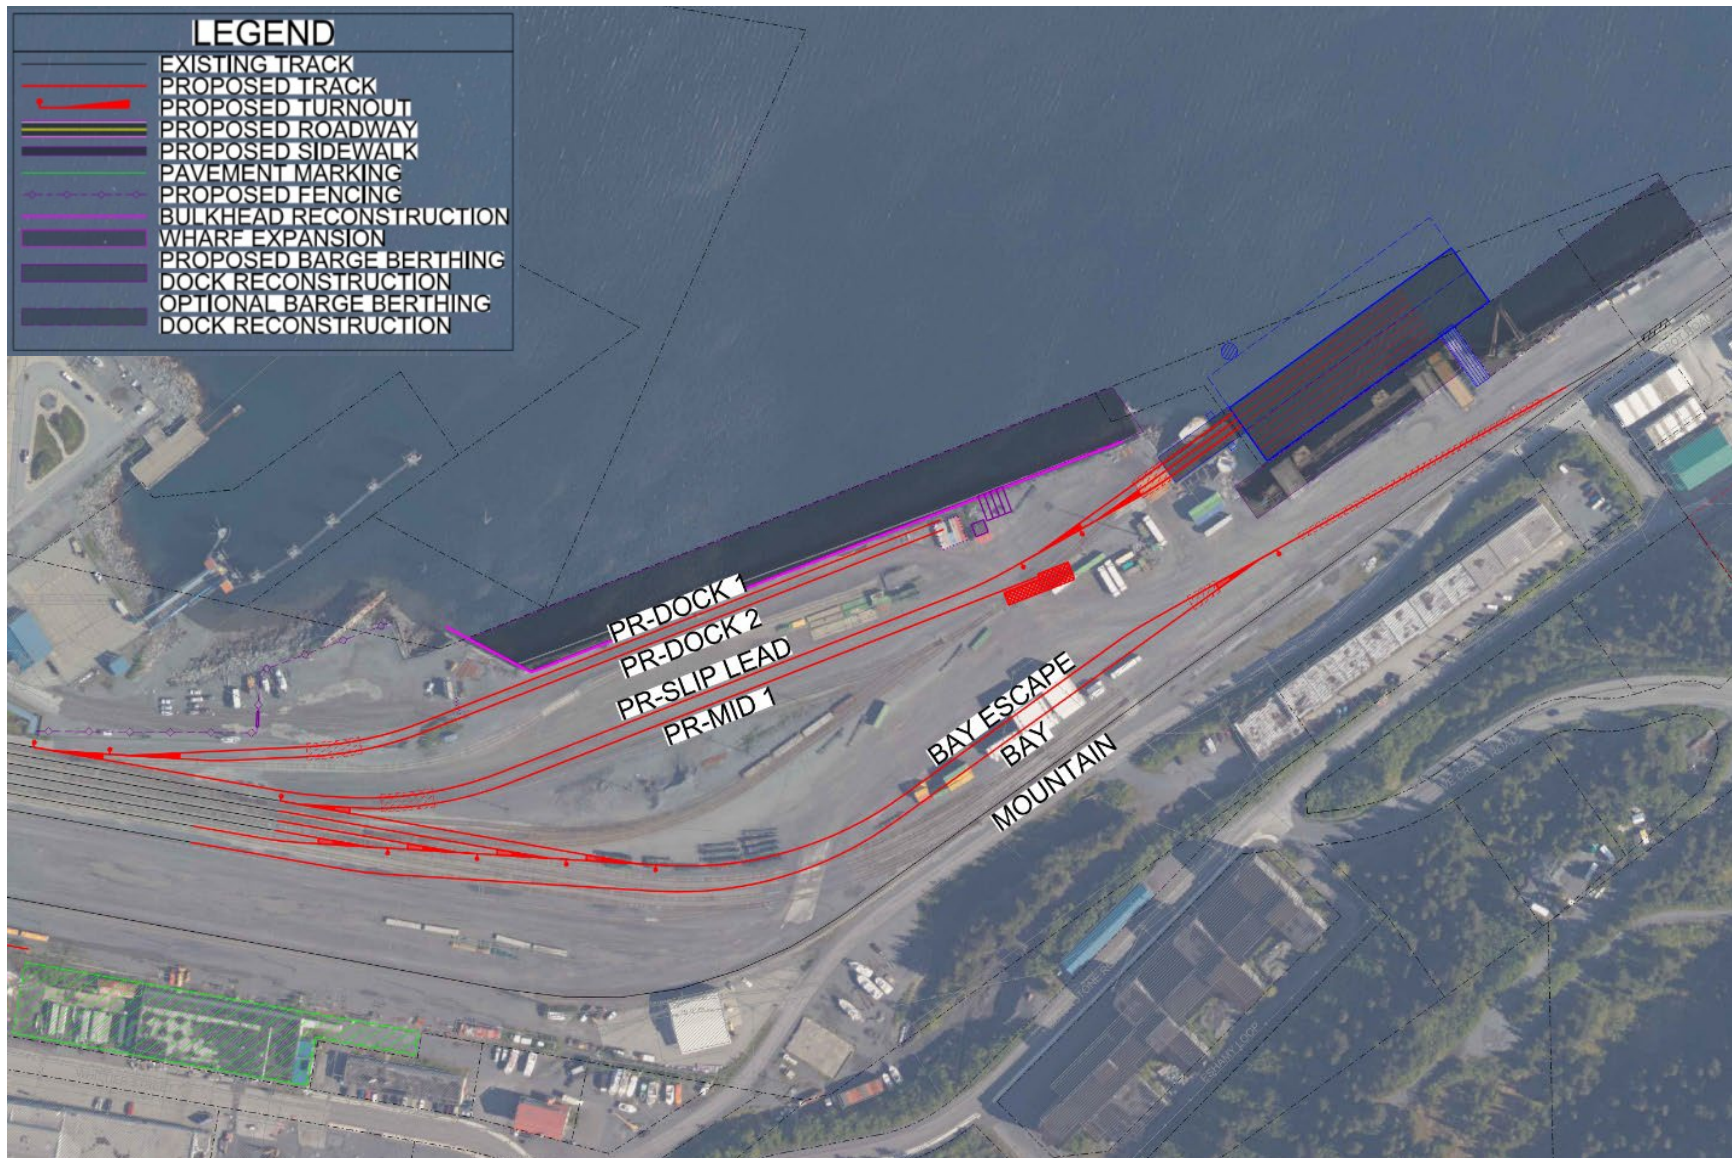 LEGEND
EXISTING TRACK
PROPOSED TRACK
PROPOSED TURNOUT
PROPOSED ROADWAY
PROPOSED SIDEWALK
PAVEMENT MARKING
PROPOSED FENCING
BULKHEAD RECONSTRUCTION
WHARF EXPANSION
PROPOSED BARGE BERTHING
DOCK RECONSTRUCTION
OPTIONAL BARGE BERTHING
DOCK RECONSTRUCTION
PR-DOCK 1
PR-DOCK 2
PR-SLIP LEAD
PR-MID 1
BAY ESCAPE
BAY
MOUNTAIN